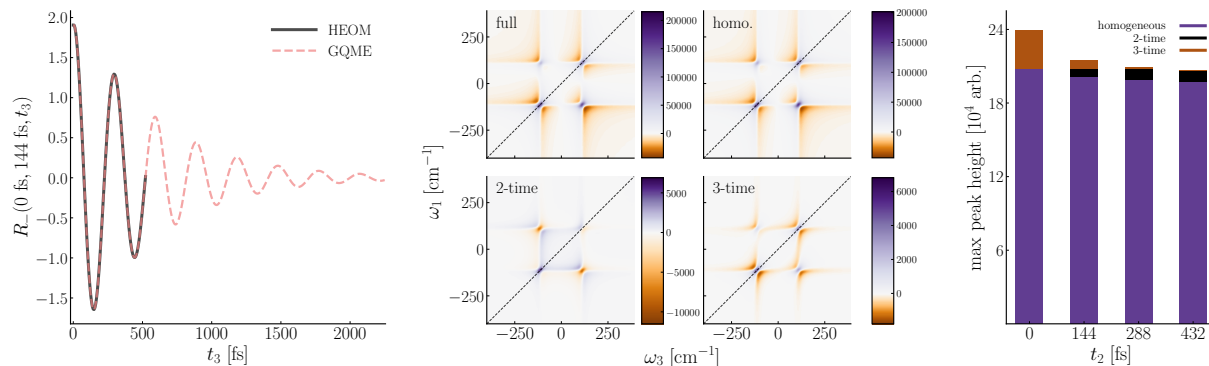 2.0
1.5
1.0
0.5
0.0
−0.5
−1.0
−1.5
R−(0 fs, 144 fs, t3)
HEOM
GQME
0 500 1000 1500 2000
t3 [fs]
full
homo.
2-time
3-time
250
0
−250
250
0
−250
ω1 [cm−1]
−250 0 250
−250 0 250
ω3 [cm−1]
200000
150000
100000
50000
0
200000
150000
100000
50000
0
5000
0
−5000
−10000
6000
4000
2000
0
24
18
12
6
max peak height [10^4 arb.]
homogeneous
2-time
3-time
0 144 288 432
t2 [fs]